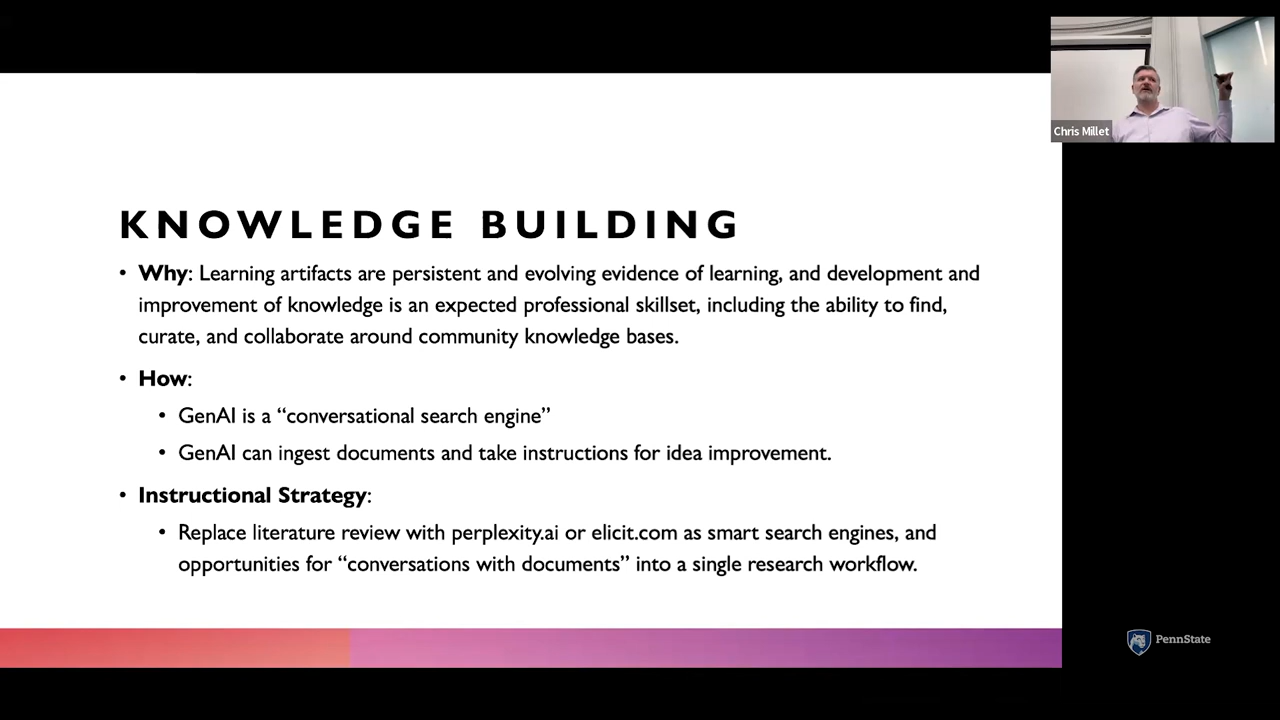 Chris Millet
KNOWLEDGE BUILDING
• Why: Learning artifacts are persistent and evolving evidence of learning, and development and
improvement of knowledge is an expected professional skillset, including the ability to find,
curate, and collaborate around community knowledge bases.
• How:
• GenAI is a “conversational search engine”
• GenAI can ingest documents and take instructions for idea improvement.
• Instructional Strategy:
• Replace literature review with perplexity.ai or elicit.com as smart search engines, and
opportunities for “conversations with documents” into a single research workflow.
PennState